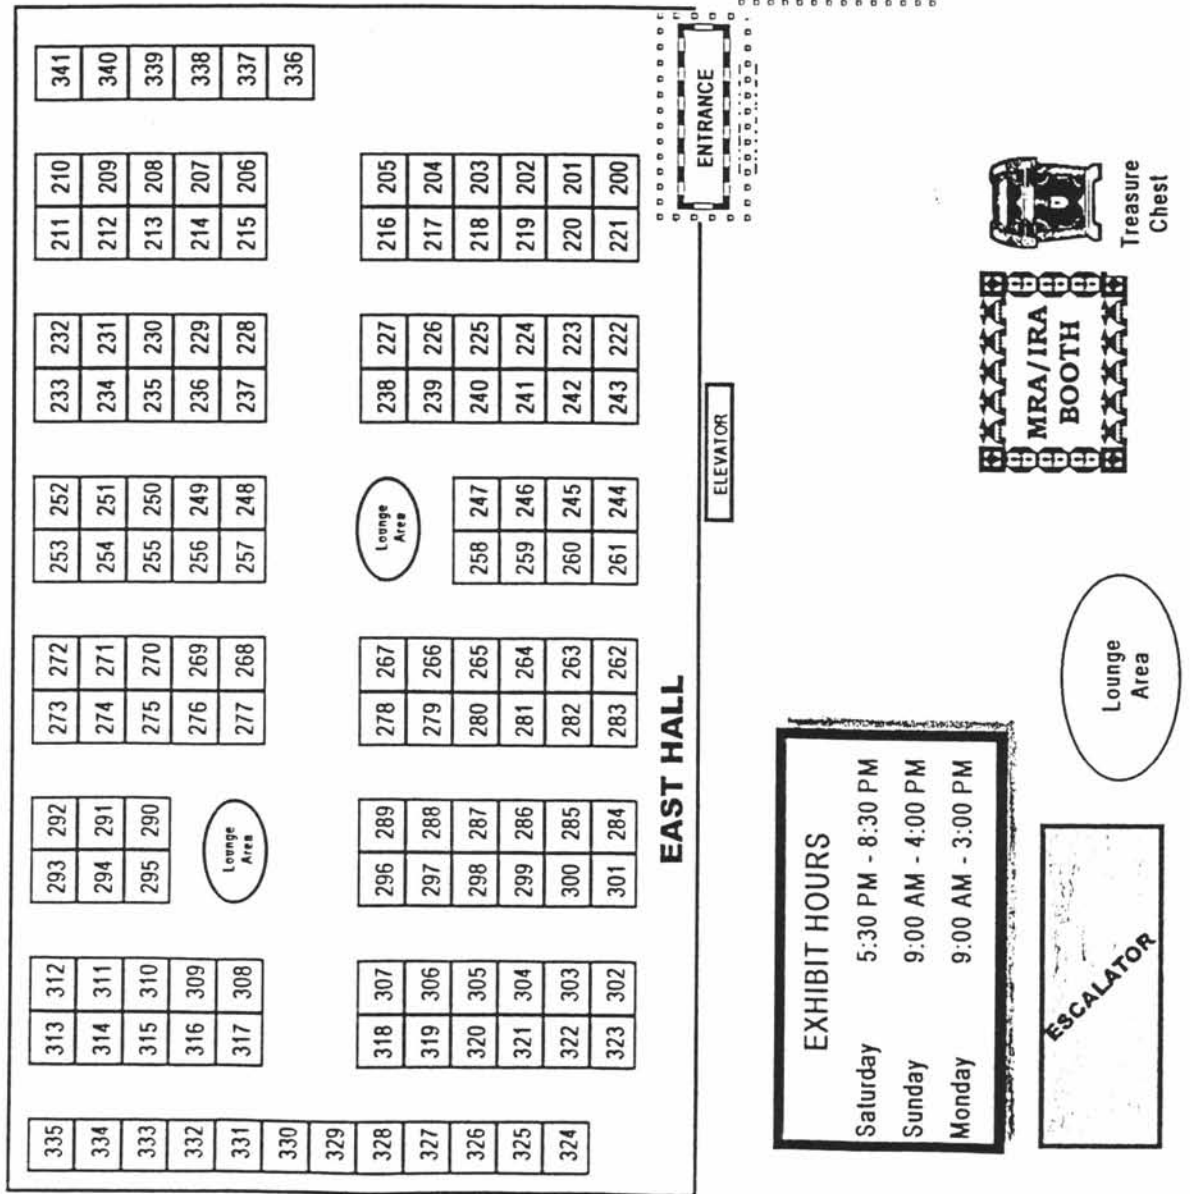 335 313 312 293 292 273 272 253 252 233 232 211 210 341
334 314 311 294 291 274 271 254 251 234 231 212 209 340
333 315 310 295 290 275 270 255 250 235 230 213 208 339
332 316 309 276 269 256 249 236 229 214 207 338
331 317 308 277 268 257 248 237 228 215 206 337
Lounge
Area
330 336
329
328 318 307 296 289 278 267 238 227 216 205
Lounge
Area
327 319 306 297 288 279 266 239 226 217 204
326 320 305 298 287 280 265 258 247 240 225 218 203
325 321 304 299 286 281 264 259 246 241 224 219 202
324 322 303 300 285 282 263 260 245 242 223 220 201
323 302 301 284 283 262 261 244 243 222 221 200
EAST HALL
ELEVATOR
ENTRANCE
EXHIBIT HOURS
Saturday 5:30 PM - 8:30 PM
Sunday 9:00 AM - 4:00 PM
Monday 9:00 AM - 3:00 PM
ESCALATOR
Lounge
Area
MRA/IRA
BOOTH
Treasure
Chest